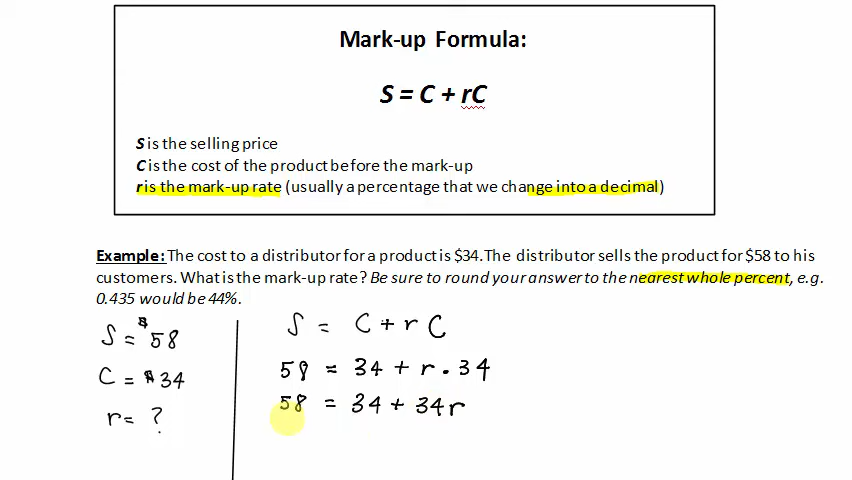 Mark-up Formula:
S = C + rC
S is the selling price
C is the cost of the product before the mark-up
r is the mark-up rate (usually a percentage that we change into a decimal)
Example: The cost to a distributor for a product is $34. The distributor sells the product for $58 to his
customers. What is the mark-up rate? Be sure to round your answer to the nearest whole percent, e.g.
0.435 would be 44%.
S = $58
C = $34
r = ?
S = C + r C
58 = 34 + r · 34
58 = 34 + 34r